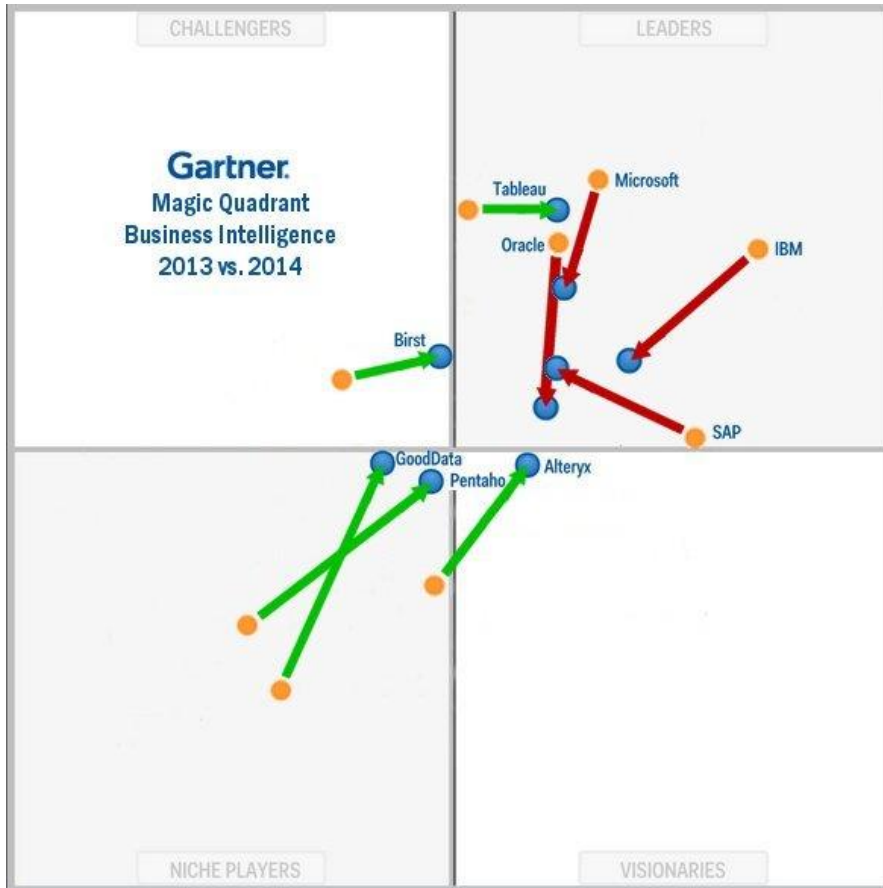 CHALLENGERS
LEADERS
Gartner.
Magic Quadrant
Business Intelligence
2013 vs. 2014
Tableau
Microsoft
Oracle
IBM
Birst
SAP
GoodData
Pentaho
Alteryx
NICHE PLAYERS
VISIONARIES